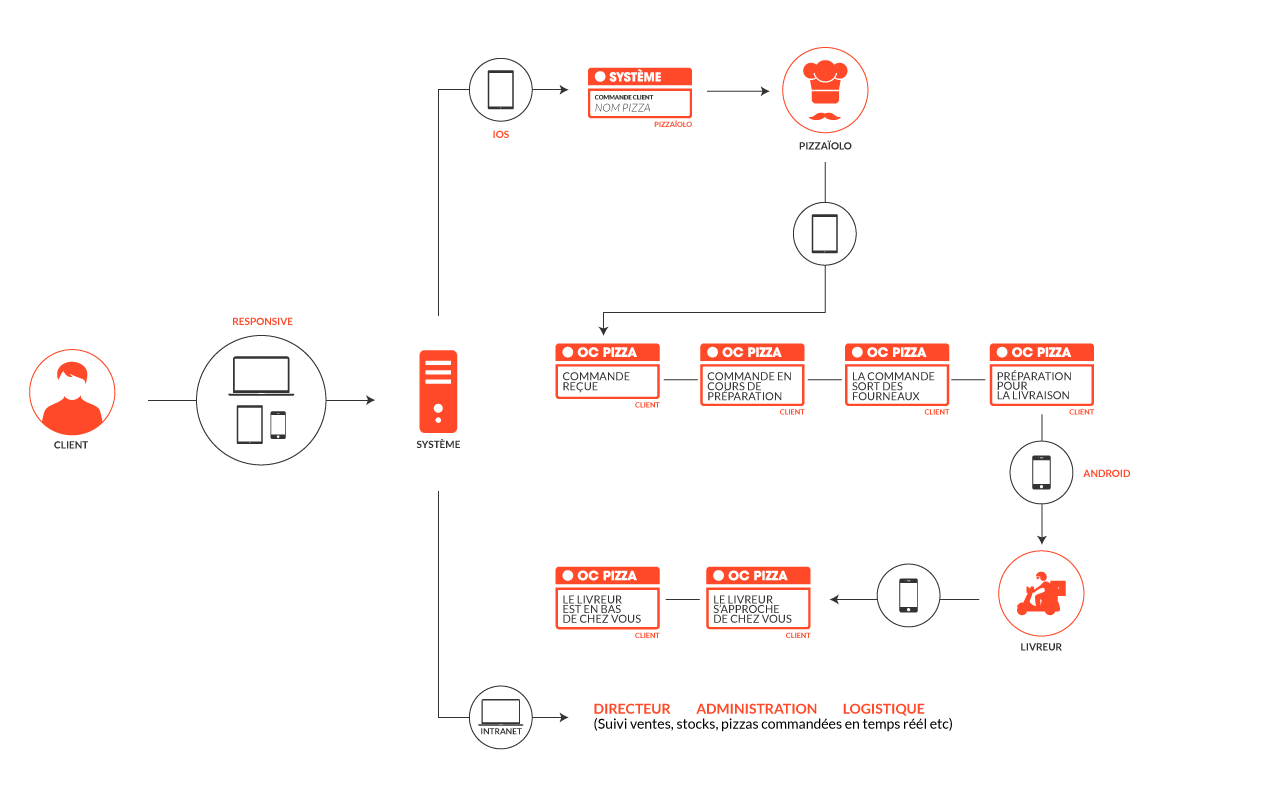 SYSTÈME
COMMANDE CLIENT
NOM PIZZA
PIZZAÏOLO
IOS
PIZZAÏOLO
RESPONSIVE
CLIENT
SYSTÈME
OC PIZZA
COMMANDE
REÇUE
CLIENT
OC PIZZA
COMMANDE EN
COURS DE
PRÉPARATION
CLIENT
OC PIZZA
LA COMMANDE
SORT DES
FOURNEAUX
CLIENT
OC PIZZA
PRÉPARATION
POUR
LA LIVRAISON
CLIENT
ANDROID
LIVREUR
OC PIZZA
LE LIVREUR
EST EN BAS
DE CHEZ VOUS
CLIENT
OC PIZZA
LE LIVREUR
S'APPROCHE
DE CHEZ VOUS
CLIENT
INTRANET
DIRECTEUR ADMINISTRATION LOGISTIQUE
(Suivi ventes, stocks, pizzas commandées en temps réél etc)